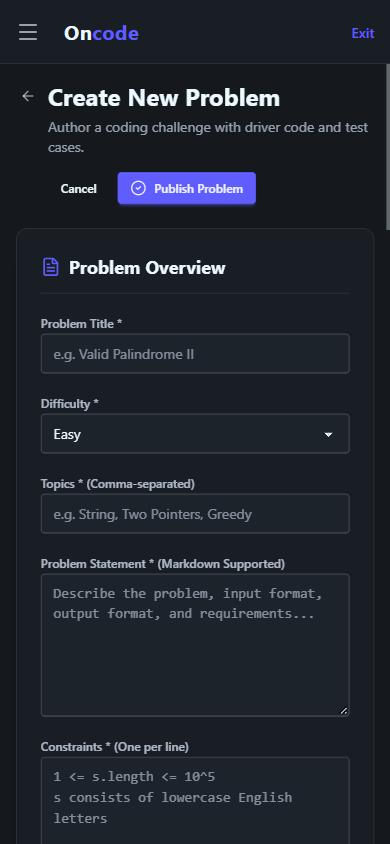 Oncode
Exit
Create New Problem
Author a coding challenge with driver code and test
cases.
Cancel
Publish Problem
Problem Overview
Problem Title *
e.g. Valid Palindrome II
Difficulty *
Easy
Topics * (Comma-separated)
e.g. String, Two Pointers, Greedy
Problem Statement * (Markdown Supported)
Describe the problem, input format,
output format, and requirements...
Constraints * (One per line)
1 <= s.length <= 10^5
s consists of lowercase English
letters